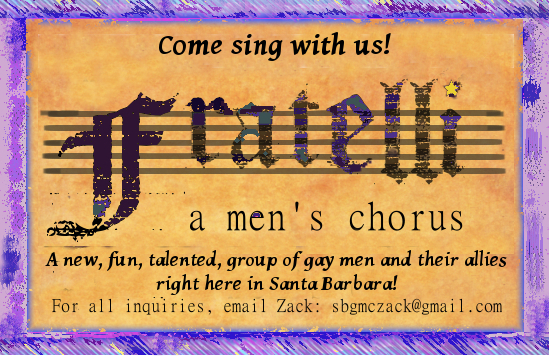 Come sing with us!
Fratelli
a men's chorus
A new, fun, talented, group of gay men and their allies
right here in Santa Barbara!
For all inquiries, email Zack: sbgmczack@gmail.com